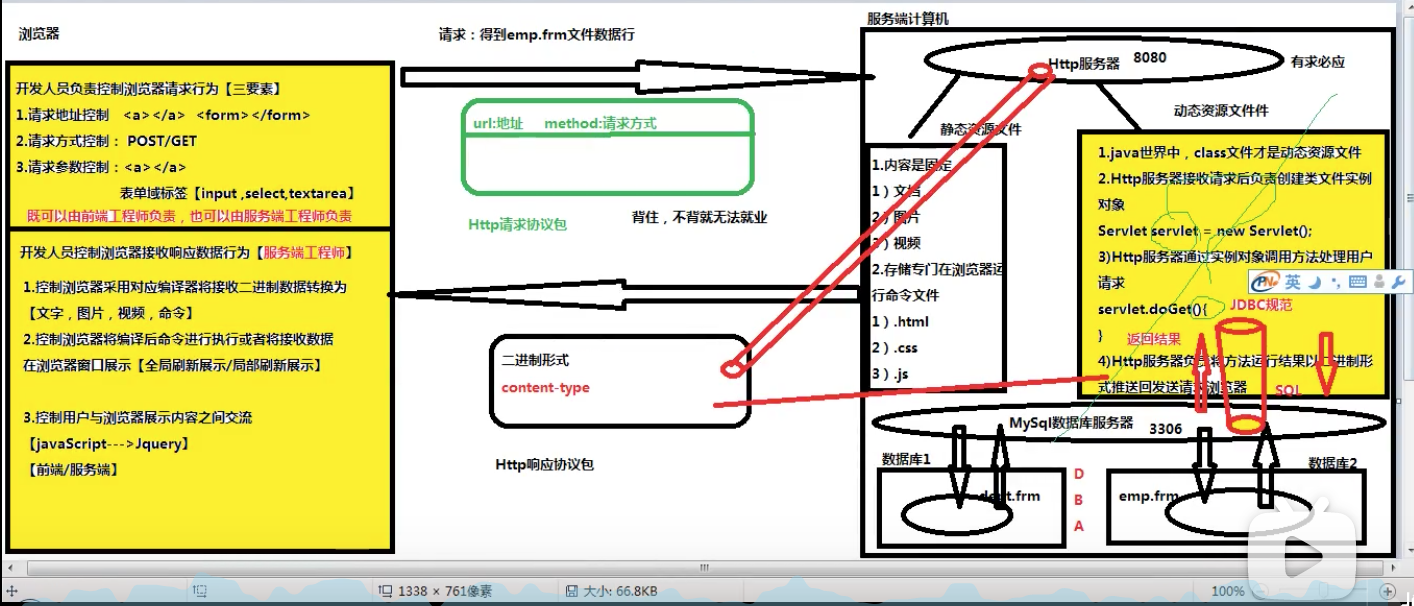 浏览器
请求：得到emp.frm文件数据行
服务端计算机
开发人员负责控制浏览器请求行为【三要素】
1.请求地址控制 <a></a> <form></form>
2.请求方式控制： POST/GET
3.请求参数控制：<a></a>
表单域标签【input ,select,textarea】
既可以由前端工程师负责，也可以由服务端工程师负责
开发人员控制浏览器接收响应数据行为【服务端工程师】
1.控制浏览器采用对应编译器将接收二进制数据转换为
【文字，图片，视频，命令】
2.控制浏览器将编译后命令进行执行或者将接收数据
在浏览器窗口展示【全局刷新展示/局部刷新展示】
3.控制用户与浏览器展示内容之间交流
【javaScript--->Jquery】
【前端/服务端】
url:地址 method:请求方式
Http请求协议包
背住，不背就无法就业
二进制形式
content-type
Http响应协议包
Http服务器 8080
有求必应
静态资源文件
1.内容是固定
1）文档
2）图片
3）视频
2.存储专门在浏览器运
行命令文件
1）.html
2）.css
3）.js
动态资源文件件
1.java世界中，class文件才是动态资源文件
2.Http服务器接收请求后负责创建类文件实例
对象
Servlet servlet = new Servlet();
3)Http服务器通过实例对象调用方法处理用户
请求
servlet.doGet(){
}
4)Http服务器负责将方法运行结果以二进制形
式推送回发送请求浏览器
英
JDBC规范
返回结果
SQL
MySql数据库服务器 3306
数据库1
dept.frm
D
B
A
数据库2
emp.frm
1338 × 761像素
大小: 66.8KB
100%